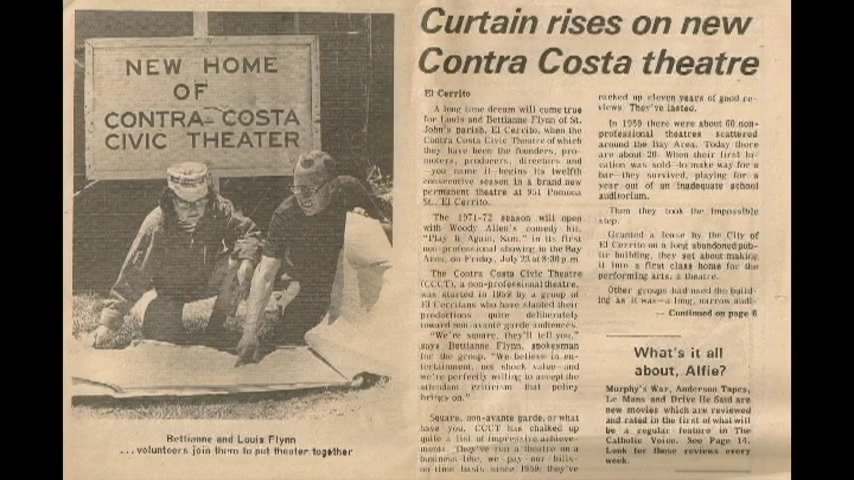 NEW HOME
OF
CONTRA COSTA
CIVIC THEATER
Bettianne and Louis Flynn
...volunteers join them to put theater together
Curtain rises on new
Contra Costa theatre
El Cerrito
A long time dream will come true
for Louis and Bettianne Flynn of St.
John's parish, El Cerrito, when the
Contra Costa Civic Theatre of which
they have been the founders, pro-
moters, producers, directors and
—you name it—begins its twelfth
consecutive season in a brand new
permanent theatre at 951 Pomona
St., El Cerrito.
The 1971-72 season will open
with Woody Allen's comedy hit,
"Play It Again, Sam," in its first
non-professional showing in the Bay
Area, on Friday, July 23 at 8:30 p.m.
The Contra Costa Civic Theatre
(CCCT), a non-professional theatre,
was started in 1959 by a group of
El Cerritans who have slanted their
productions quite deliberately
toward non-avante garde audiences.
"We're square, they'll tell you,"
says Bettianne Flynn, spokesman
for the group. "We believe in en-
tertainment, not shock value—and
we're perfectly willing to accept the
attendant criticism that policy
brings on."
Square, non-avante garde, or what
have you, CCCT has chalked up
quite a list of impressive achieve-
ments. They've run a theatre on a
business-like, we-pay-our-bills-
on-time basis since 1959; they've
racked up eleven years of good re-
views. They've lasted.
In 1959 there were about 60 non-
professional theatres scattered
around the Bay Area. Today there
are about 20. When their first lo-
cation was sold—to make way for a
bar—they survived, playing for a
year out of an inadequate school
auditorium.
Then they took the impossible
step.
Granted a lease by the City of
El Cerrito on a long abandoned pub-
lic building, they set about making
it into a first class home for the
performing arts, a theatre.
Other groups had used the build-
ing as it was—a long, narrow audi-
— Continued on page 6
What's it all
about, Alfie?
Murphy's War, Anderson Tapes,
Le Mans and Drive He Said are
new movies which are reviewed
and rated in the first of what will
be a regular feature in The
Catholic Voice. See Page 14.
Look for these reviews every
week.